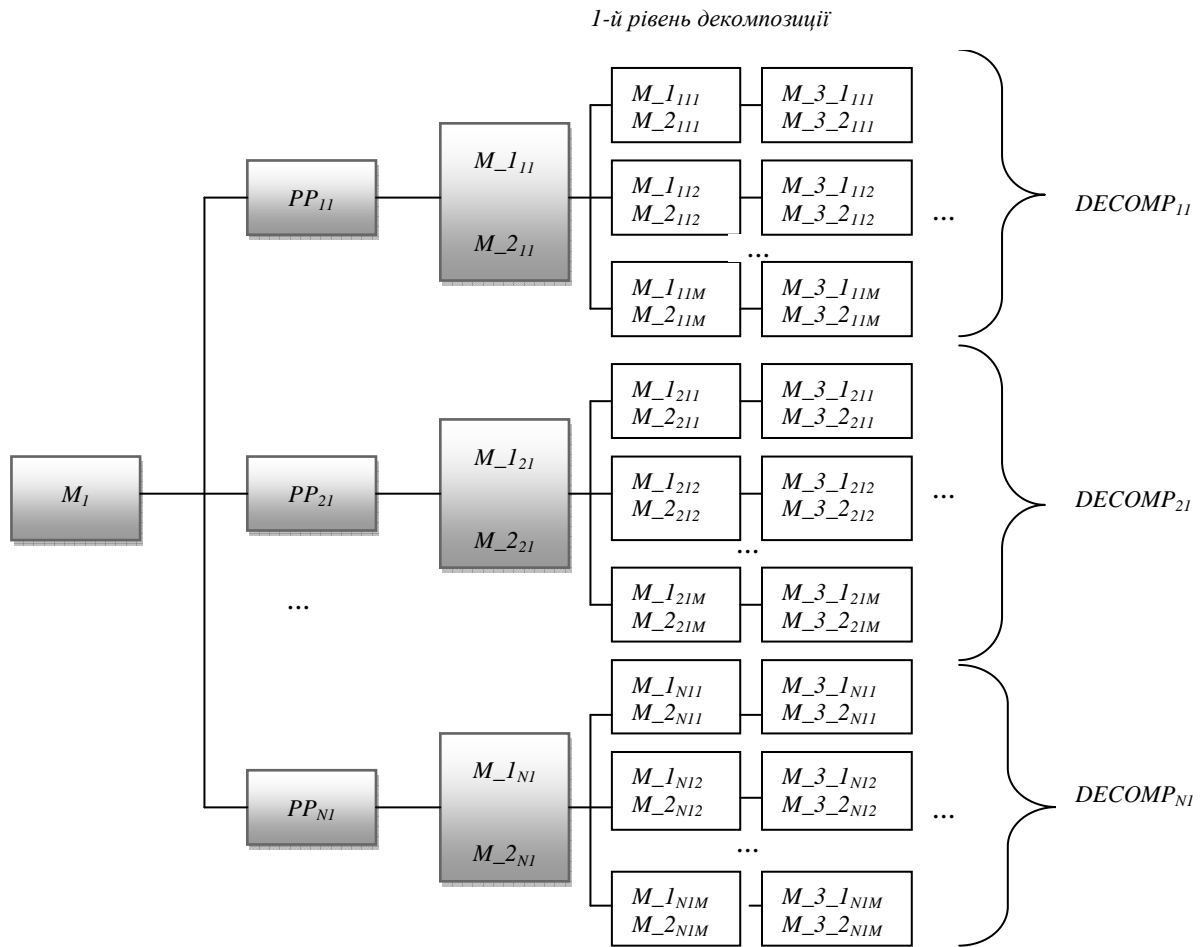 1-й рівень декомпозиції
M_1₁₁₁ M_3_1₁₁₁
M_2₁₁₁ M_3_2₁₁₁
M_1₁₁ M_1₁₁₂ M_3_1₁₁₂
PP₁₁ M_2₁₁₂ M_3_2₁₁₂ ... DECOMP₁₁
M_2₁₁ ...
M_1₁₁M M_3_1₁₁M
M_2₁₁M M_3_2₁₁M
M_1₂₁₁ M_3_1₂₁₁
M_2₂₁₁ M_3_2₂₁₁
M_1₂₁ M_1₂₁₂ M_3_1₂₁₂
M₁ PP₂₁ M_2₂₁₂ M_3_2₂₁₂ ... DECOMP₂₁
M_2₂₁ ...
... M_1₂₁M M_3_1₂₁M
M_2₂₁M M_3_2₂₁M
M_1N₁₁ M_3_1N₁₁
M_2N₁₁ M_3_2N₁₁
M_1N₁ M_1N₁₂ M_3_1N₁₂
PPN₁ M_2N₁₂ M_3_2N₁₂ ... DECOMPN₁
M_2N₁ ...
M_1N₁M M_3_1N₁M
M_2N₁M M_3_2N₁M